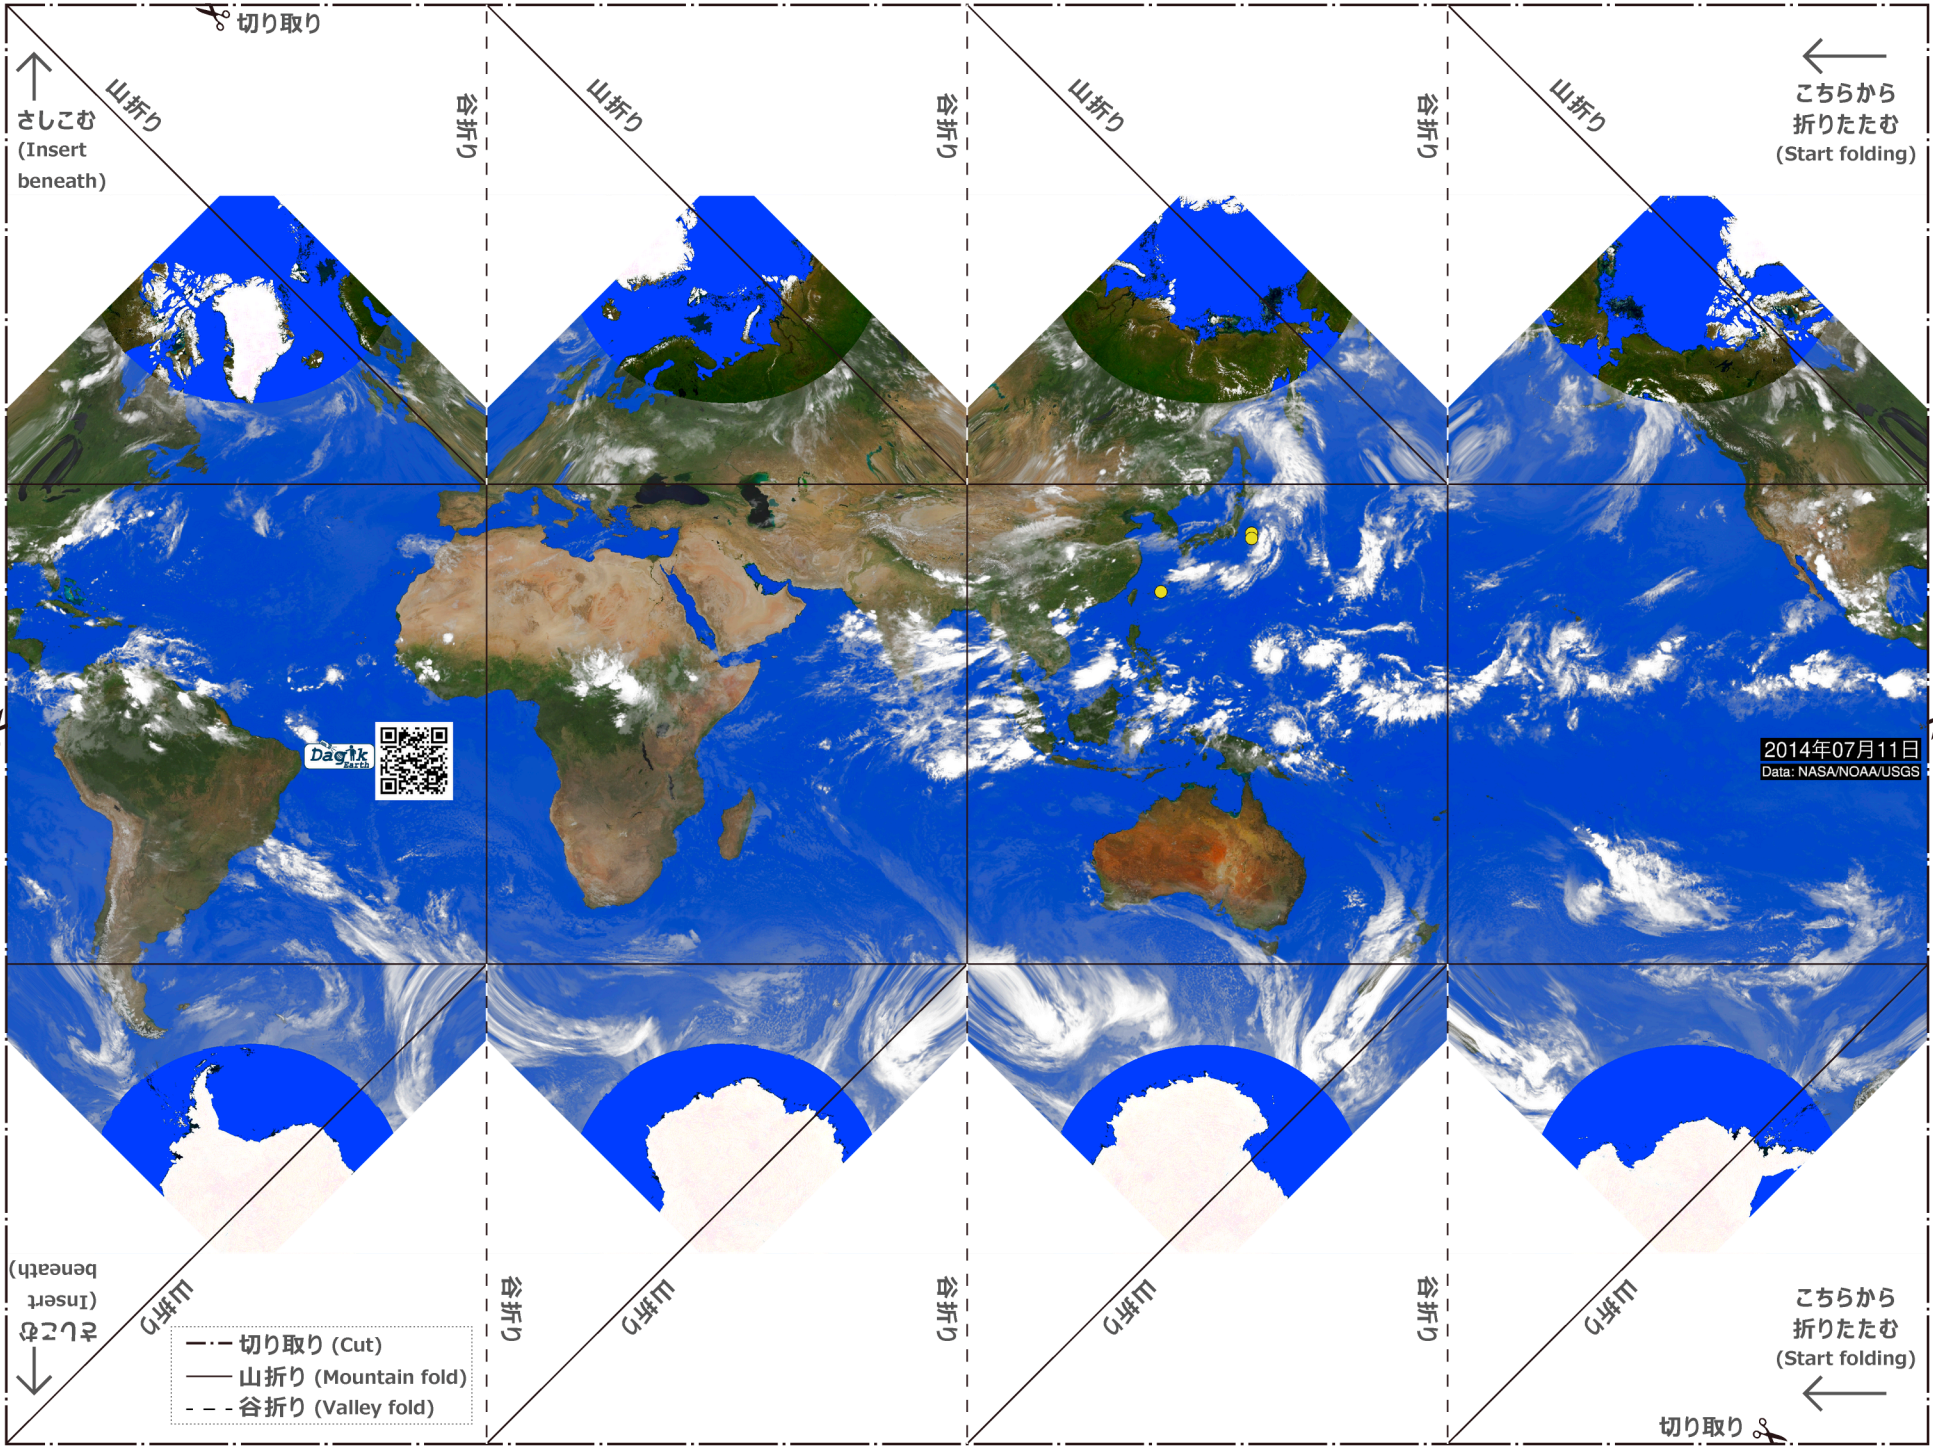 切り取り
山折り
山折り
山折り
山折り
谷折り
谷折り
谷折り
さしこむ
(Insert
beneath)
こちらから
折りたたむ
(Start folding)
Dagik
Earth
2014年07月11日
Data: NASA/NOAA/USGS
さしこむ
(Insert
beneath)
山折り
山折り
山折り
山折り
谷折り
谷折り
谷折り
こちらから
折りたたむ
(Start folding)
切り取り (Cut)
山折り (Mountain fold)
谷折り (Valley fold)
切り取り